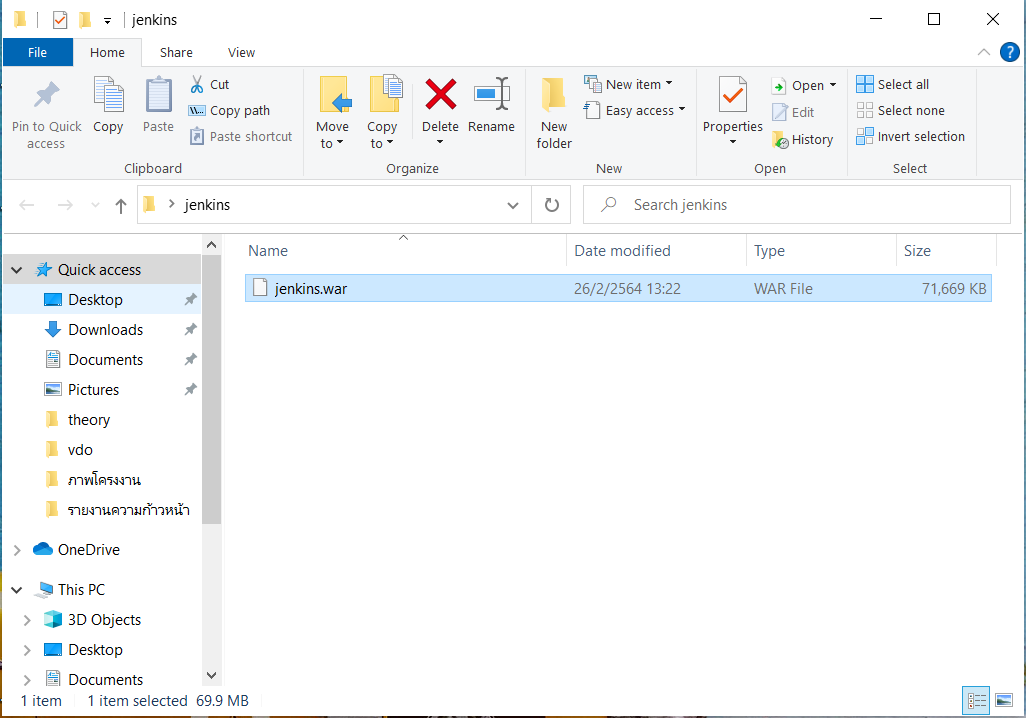 jenkins
File Home Share View
Pin to Quick access
Copy
Paste
Cut
Copy path
Paste shortcut
Clipboard
Move to
Copy to
Delete
Rename
Organize
New folder
New item
Easy access
New
Properties
Open
Edit
History
Open
Select all
Select none
Invert selection
Select
jenkins
Search jenkins
Name Date modified Type Size
jenkins.war 26/2/2564 13:22 WAR File 71,669 KB
Quick access
Desktop
Downloads
Documents
Pictures
theory
vdo
ภาพโครงงาน
รายงานความก้าวหน้า
OneDrive
This PC
3D Objects
Desktop
Documents
1 item 1 item selected 69.9 MB